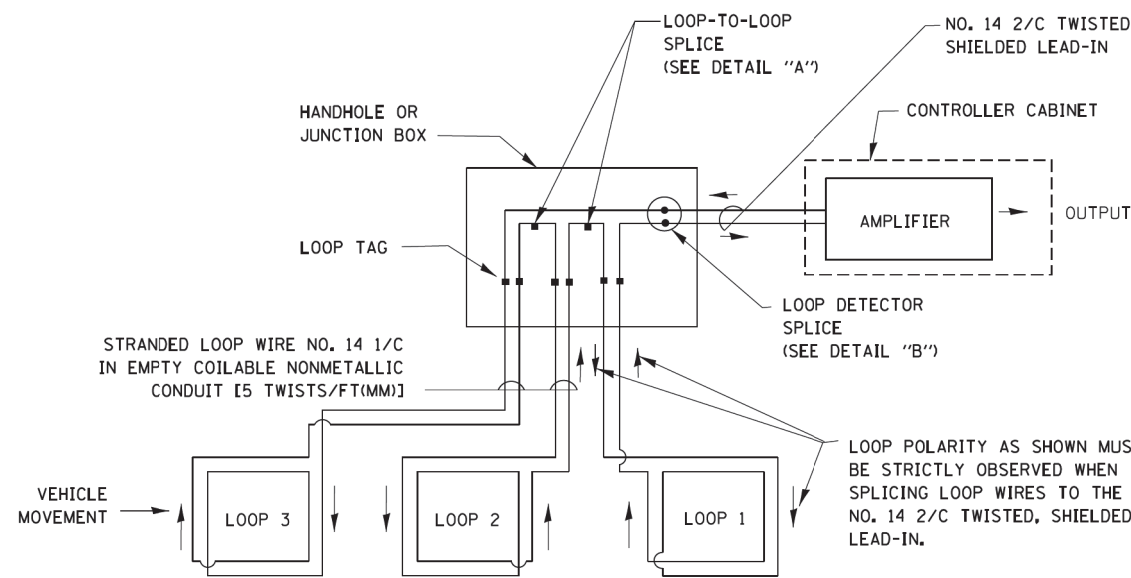 LOOP-TO-LOOP
SPLICE
(SEE DETAIL "A")
NO. 14 2/C TWISTED
SHIELDED LEAD-IN
HANDHOLE OR
JUNCTION BOX
CONTROLLER CABINET
AMPLIFIER
OUTPUT
LOOP TAG
LOOP DETECTOR
SPLICE
(SEE DETAIL "B")
STRANDED LOOP WIRE NO. 14 1/C
IN EMPTY COILABLE NONMETALLIC
CONDUIT [5 TWISTS/FT(MM)]
LOOP POLARITY AS SHOWN MUS
BE STRICTLY OBSERVED WHEN
SPLICING LOOP WIRES TO THE
NO. 14 2/C TWISTED, SHIELDED
LEAD-IN.
VEHICLE
MOVEMENT
LOOP 3
LOOP 2
LOOP 1